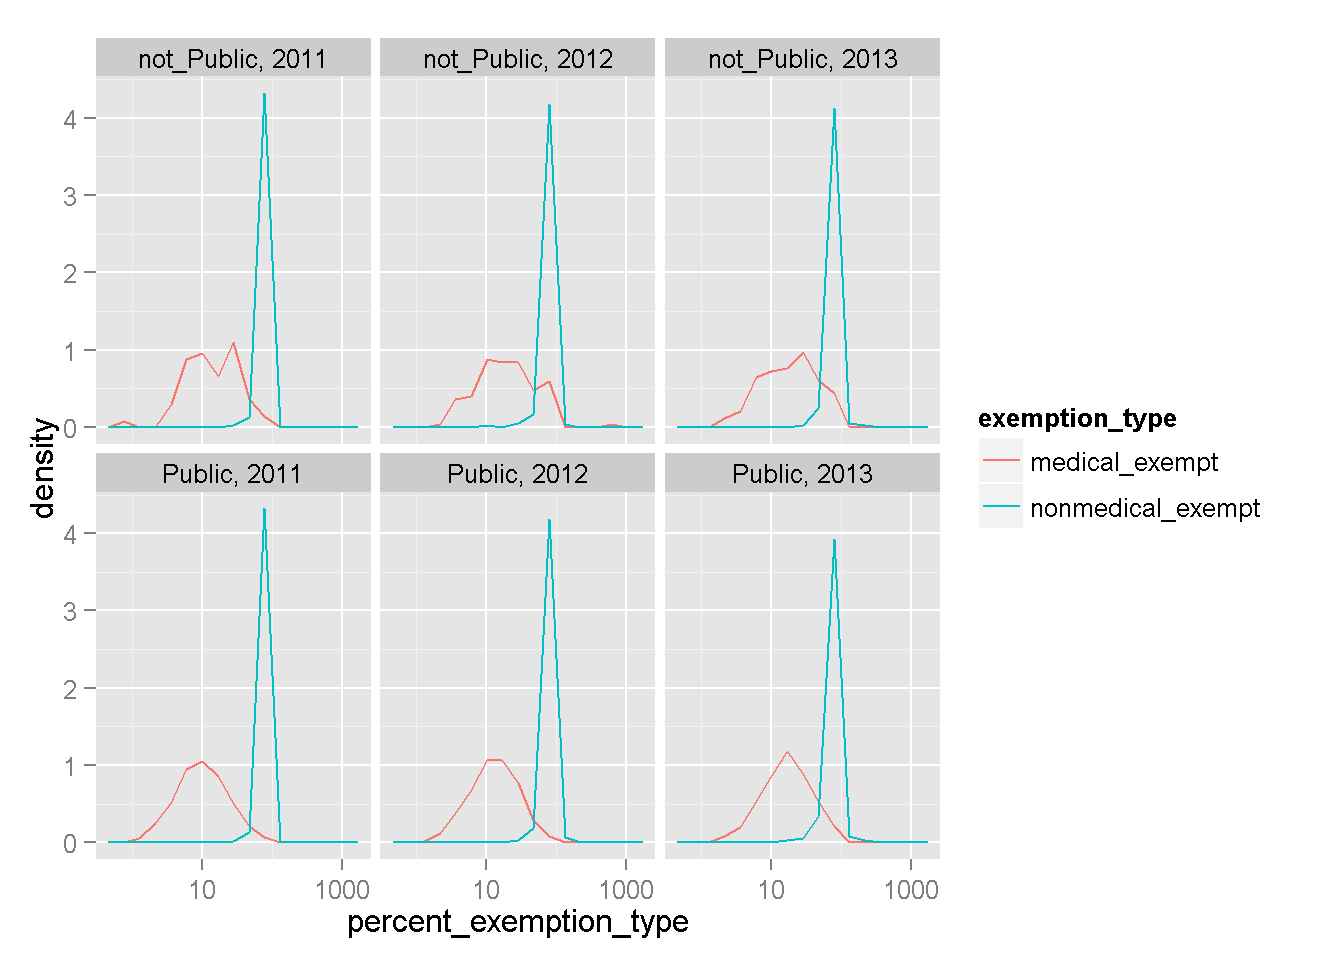 not_Public, 2011 not_Public, 2012 not_Public, 2013
4
3
2
1
0
Public, 2011 Public, 2012 Public, 2013
4
3
2
1
0
density
10 1000 10 1000 10 1000
percent_exemption_type
exemption_type
medical_exempt
nonmedical_exempt